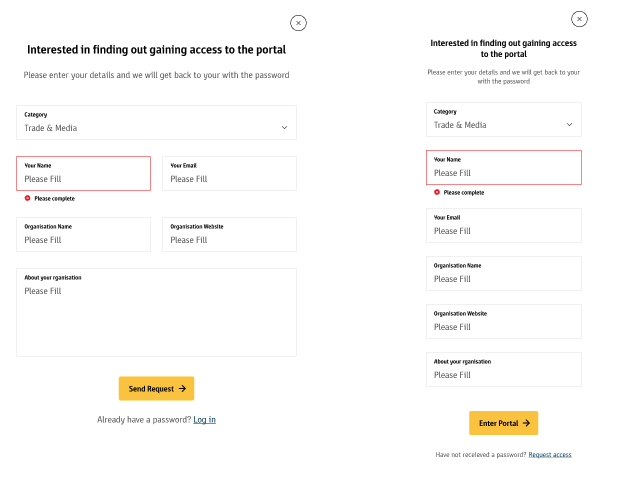 Interested in finding out gaining access to the portal
Please enter your details and we will get back to your with the password
Category
Trade & Media
Your Name
Please Fill
Your Email
Please Fill
Please complete
Organisation Name
Please Fill
Organisation Website
Please Fill
About your rganisation
Please Fill
Send Request
Already have a password? Log in
Interested in finding out gaining access
to the portal
Please enter your details and we will get back to your
with the password
Category
Trade & Media
Your Name
Please Fill
Please complete
Your Email
Please Fill
Organisation Name
Please Fill
Organisation Website
Please Fill
About your rganisation
Please Fill
Enter Portal
Have not receleved a password? Request access